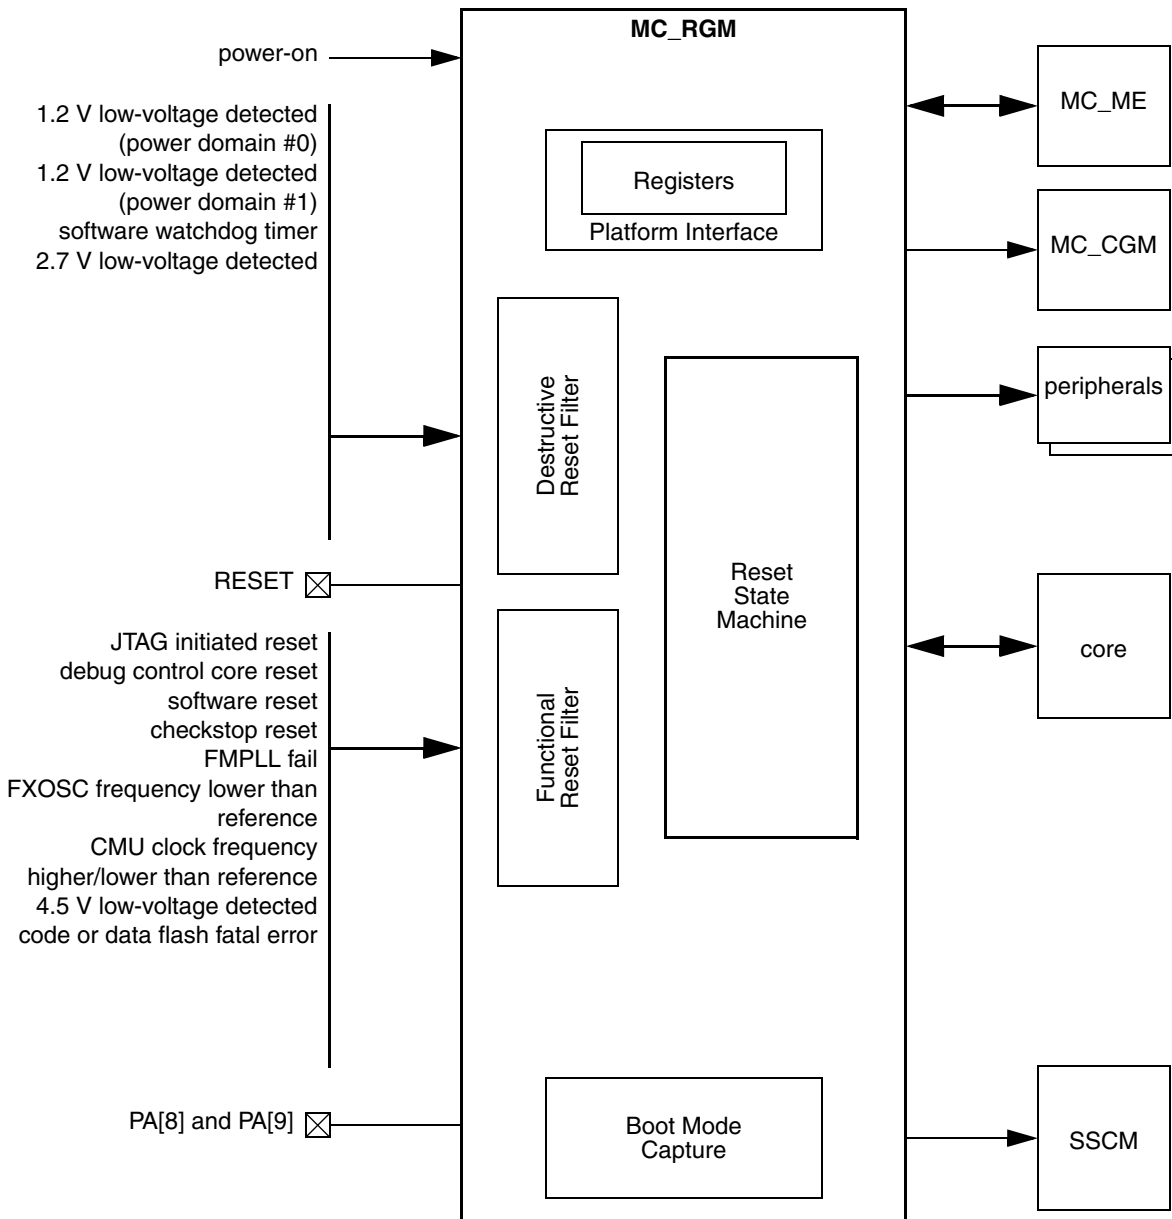 MC_RGM
power-on
1.2 V low-voltage detected
(power domain #0)
1.2 V low-voltage detected
(power domain #1)
software watchdog timer
2.7 V low-voltage detected
RESET
JTAG initiated reset
debug control core reset
software reset
checkstop reset
FMPLL fail
FXOSC frequency lower than
reference
CMU clock frequency
higher/lower than reference
4.5 V low-voltage detected
code or data flash fatal error
PA[8] and PA[9]
Registers
Platform Interface
Destructive
Reset Filter
Functional
Reset Filter
Reset
State
Machine
Boot Mode
Capture
MC_ME
MC_CGM
peripherals
core
SSCM